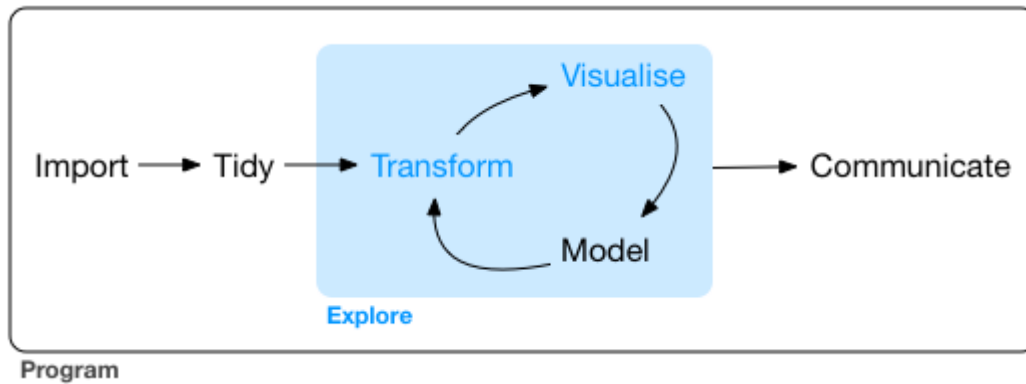 Visualise
Import
Tidy
Transform
Communicate
Model
Explore
Program